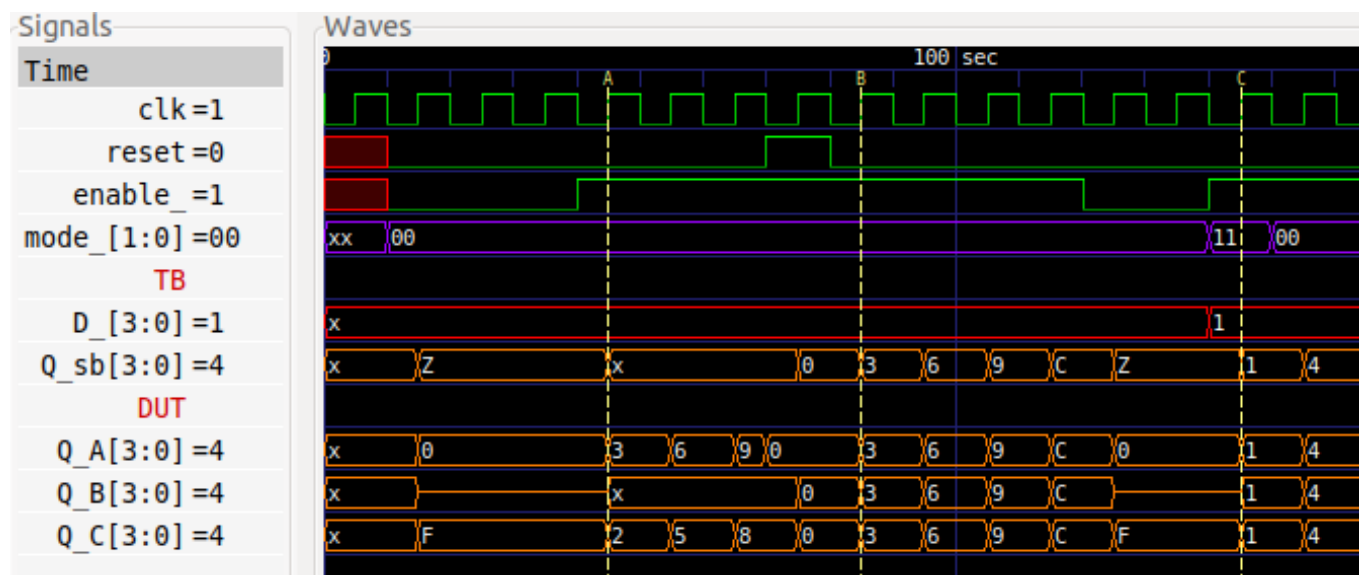 Signals Waves
Time 0 100 sec
A B C
clk =1
reset =0
enable_ =1
mode_[1:0] =00 xx 00 11 00
TB
D_[3:0] =1 x 1
Q_sb[3:0] =4 x Z x 0 3 6 9 C Z 1 4
DUT
Q_A[3:0] =4 x 0 3 6 9 0 3 6 9 C 0 1 4
Q_B[3:0] =4 x x 0 3 6 9 C 1 4
Q_C[3:0] =4 x F 2 5 8 0 3 6 9 C F 1 4